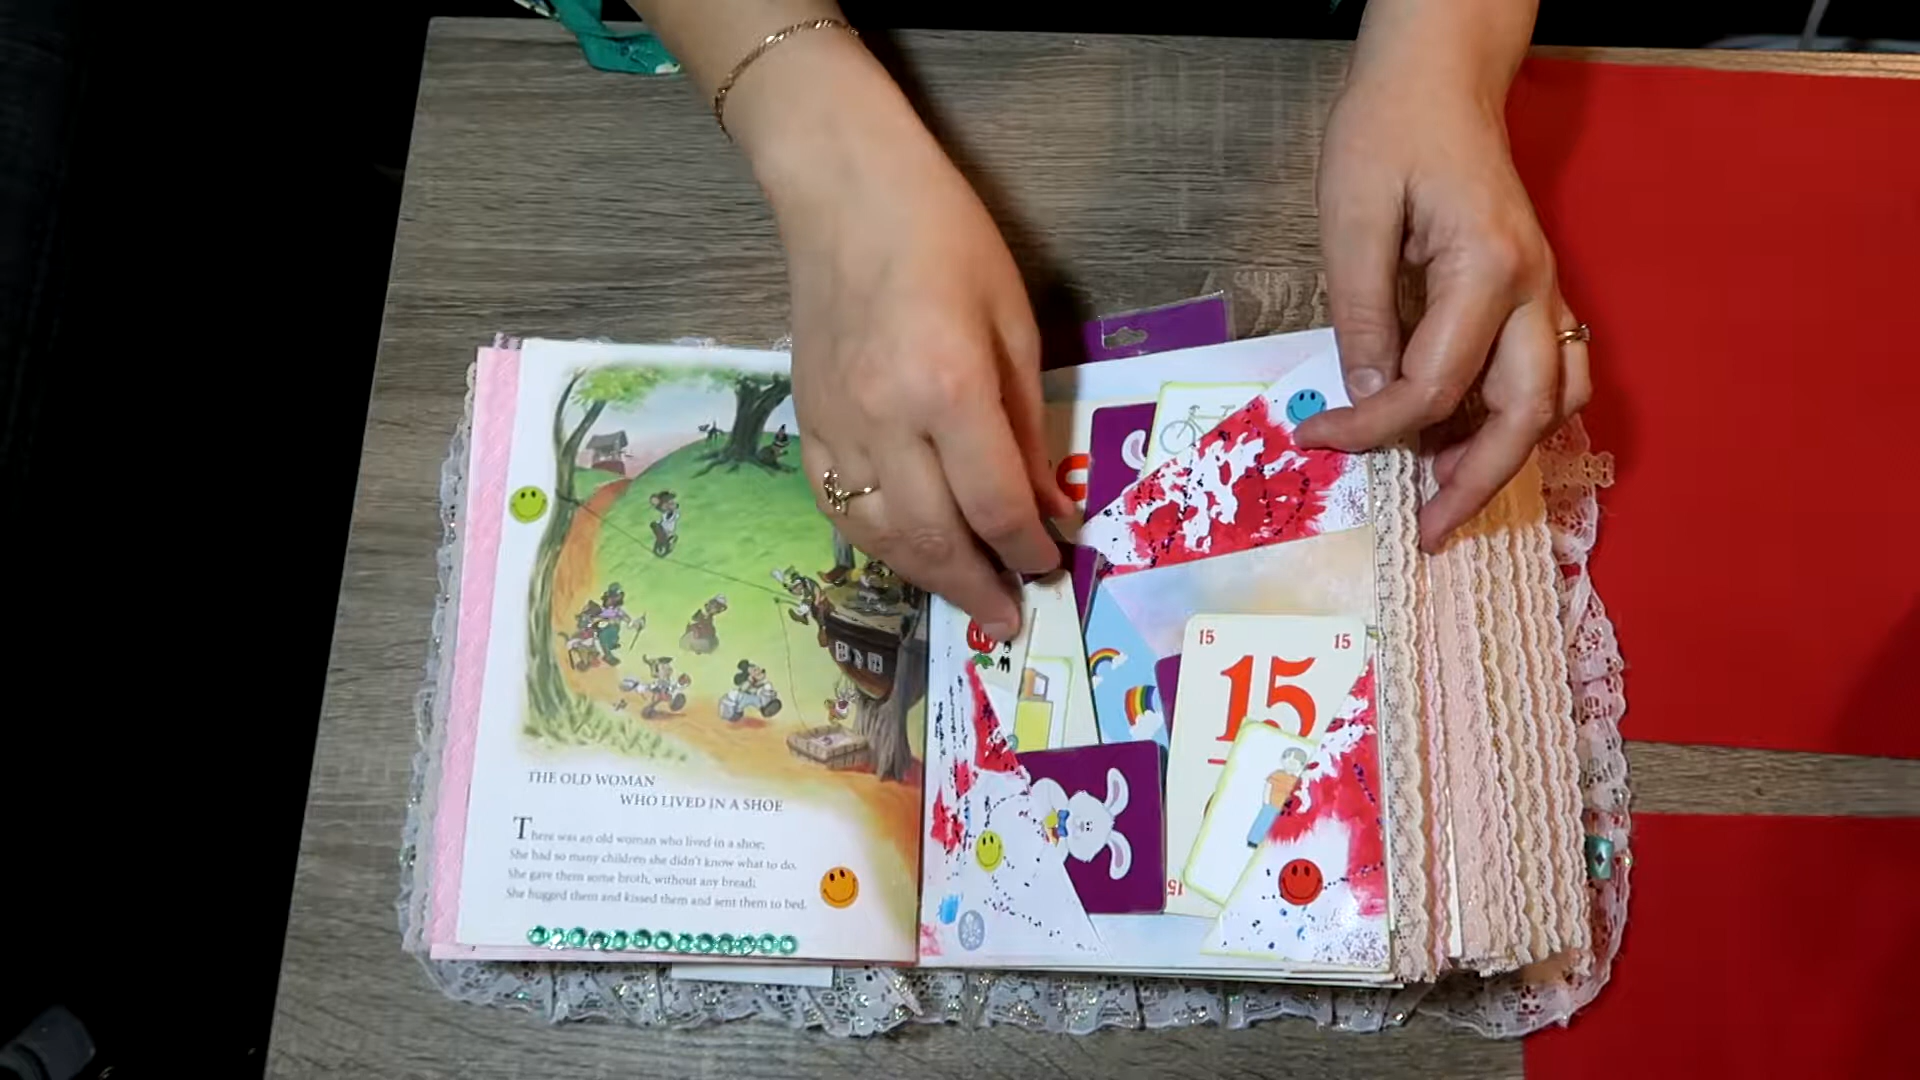 THE OLD WOMAN
WHO LIVED IN A SHOE
There was an old woman who lived in a shoe;
She had so many children she didn't know what to do.
She gave them some broth, without any bread;
She hugged them and kissed them and sent them to bed.
15 15
15
15